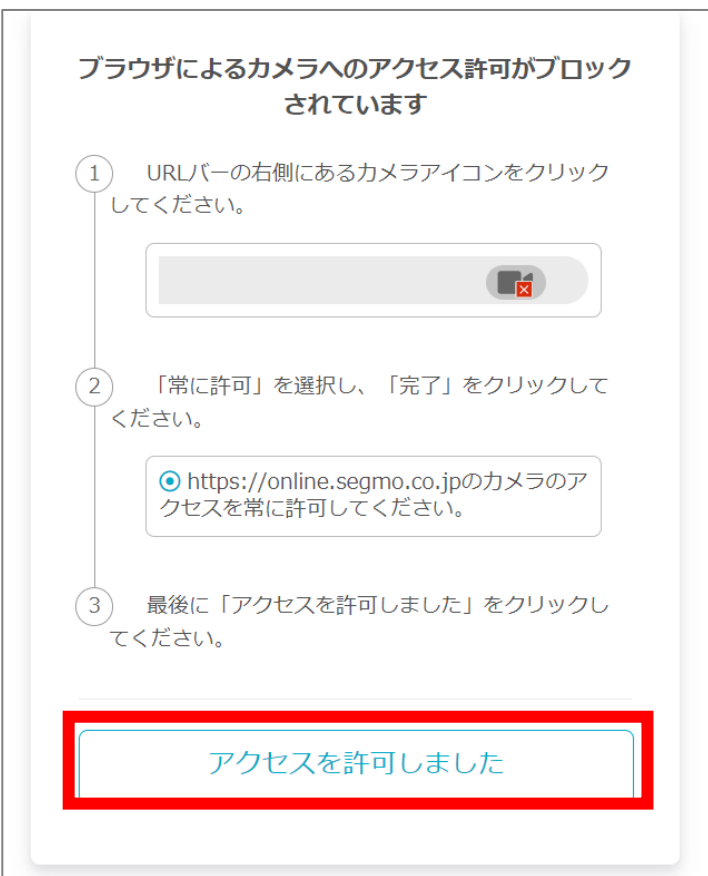 ブラウザによるカメラへのアクセス許可がブロック
されています
1 URLバーの右側にあるカメラアイコンをクリック
してください。
2 「常に許可」を選択し、「完了」をクリックして
ください。
https://online.segmo.co.jpのカメラのア
クセスを常に許可してください。
3 最後に「アクセスを許可しました」をクリックし
てください。
アクセスを許可しました